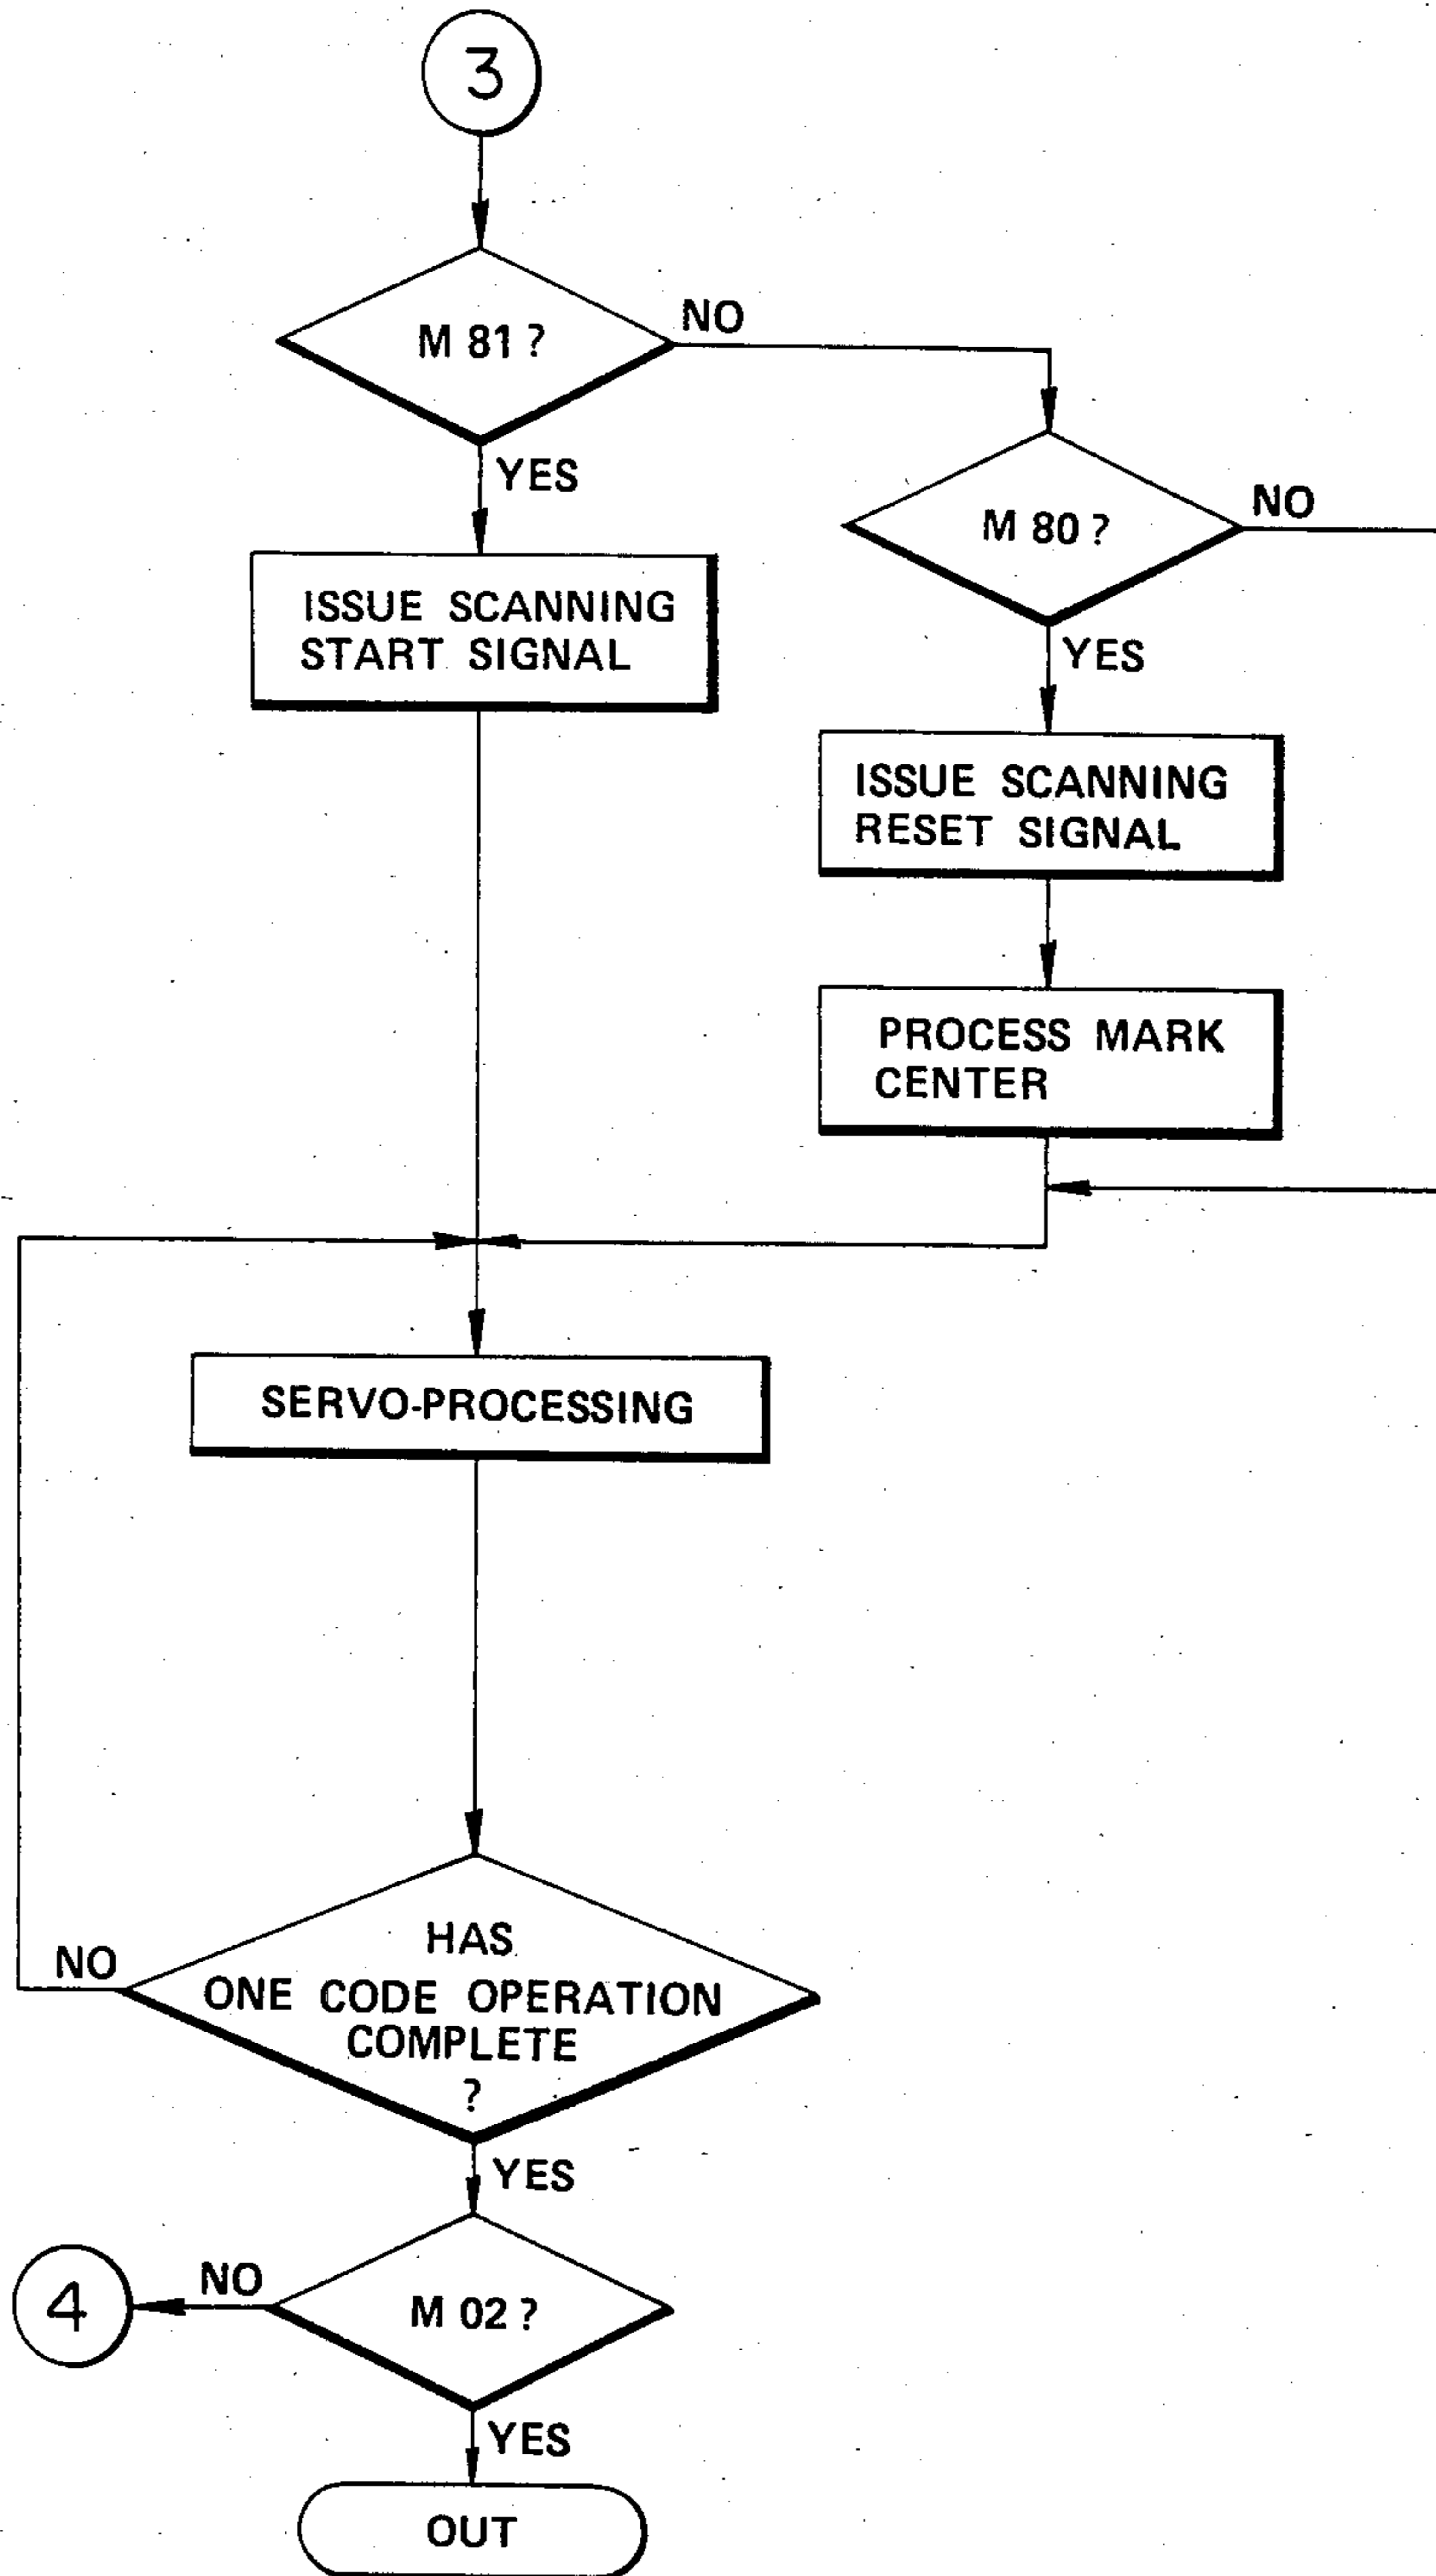 3
M 81 ?
NO
YES
M 80 ?
NO
ISSUE SCANNING
START SIGNAL
YES
ISSUE SCANNING
RESET SIGNAL
PROCESS MARK
CENTER
SERVO-PROCESSING
HAS
ONE CODE OPERATION
COMPLETE
?
NO
YES
M 02 ?
NO
4
YES
OUT